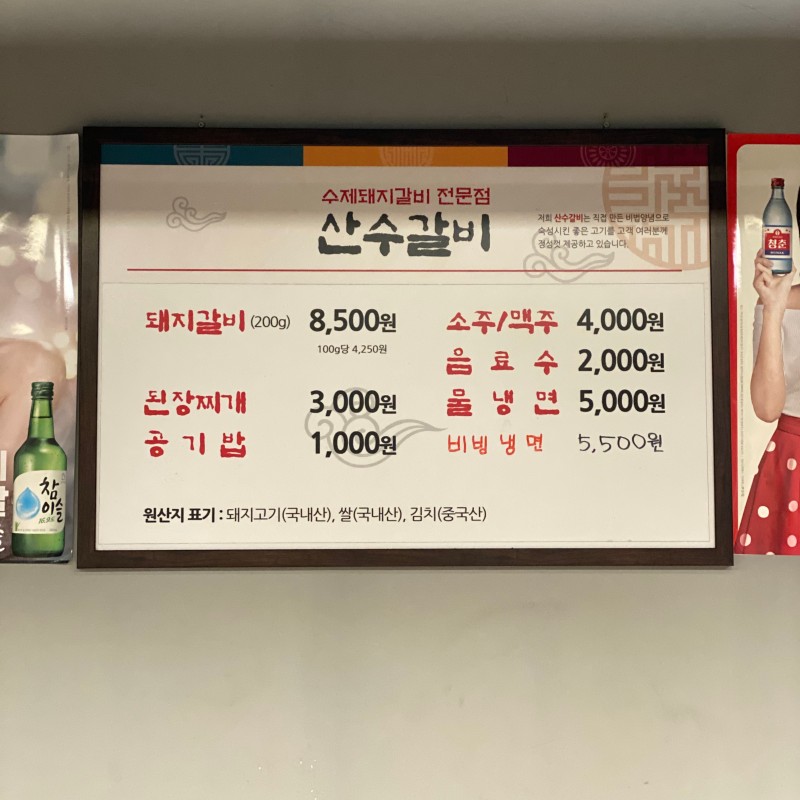 수제돼지갈비 전문점
산수갈비
저희 산수갈비는 직접 만든 비법양념으로
숙성시킨 좋은 고기를 고객 여러분께
정성껏 제공하고 있습니다.
돼지갈비 (200g) 8,500원
100g당 4,250원
된장찌개 3,000원
공기밥 1,000원
소주/맥주 4,000원
음료수 2,000원
물냉면 5,000원
비빔냉면 5,500원
원산지 표기 : 돼지고기(국내산), 쌀(국내산), 김치(중국산)
참
이슬
청춘